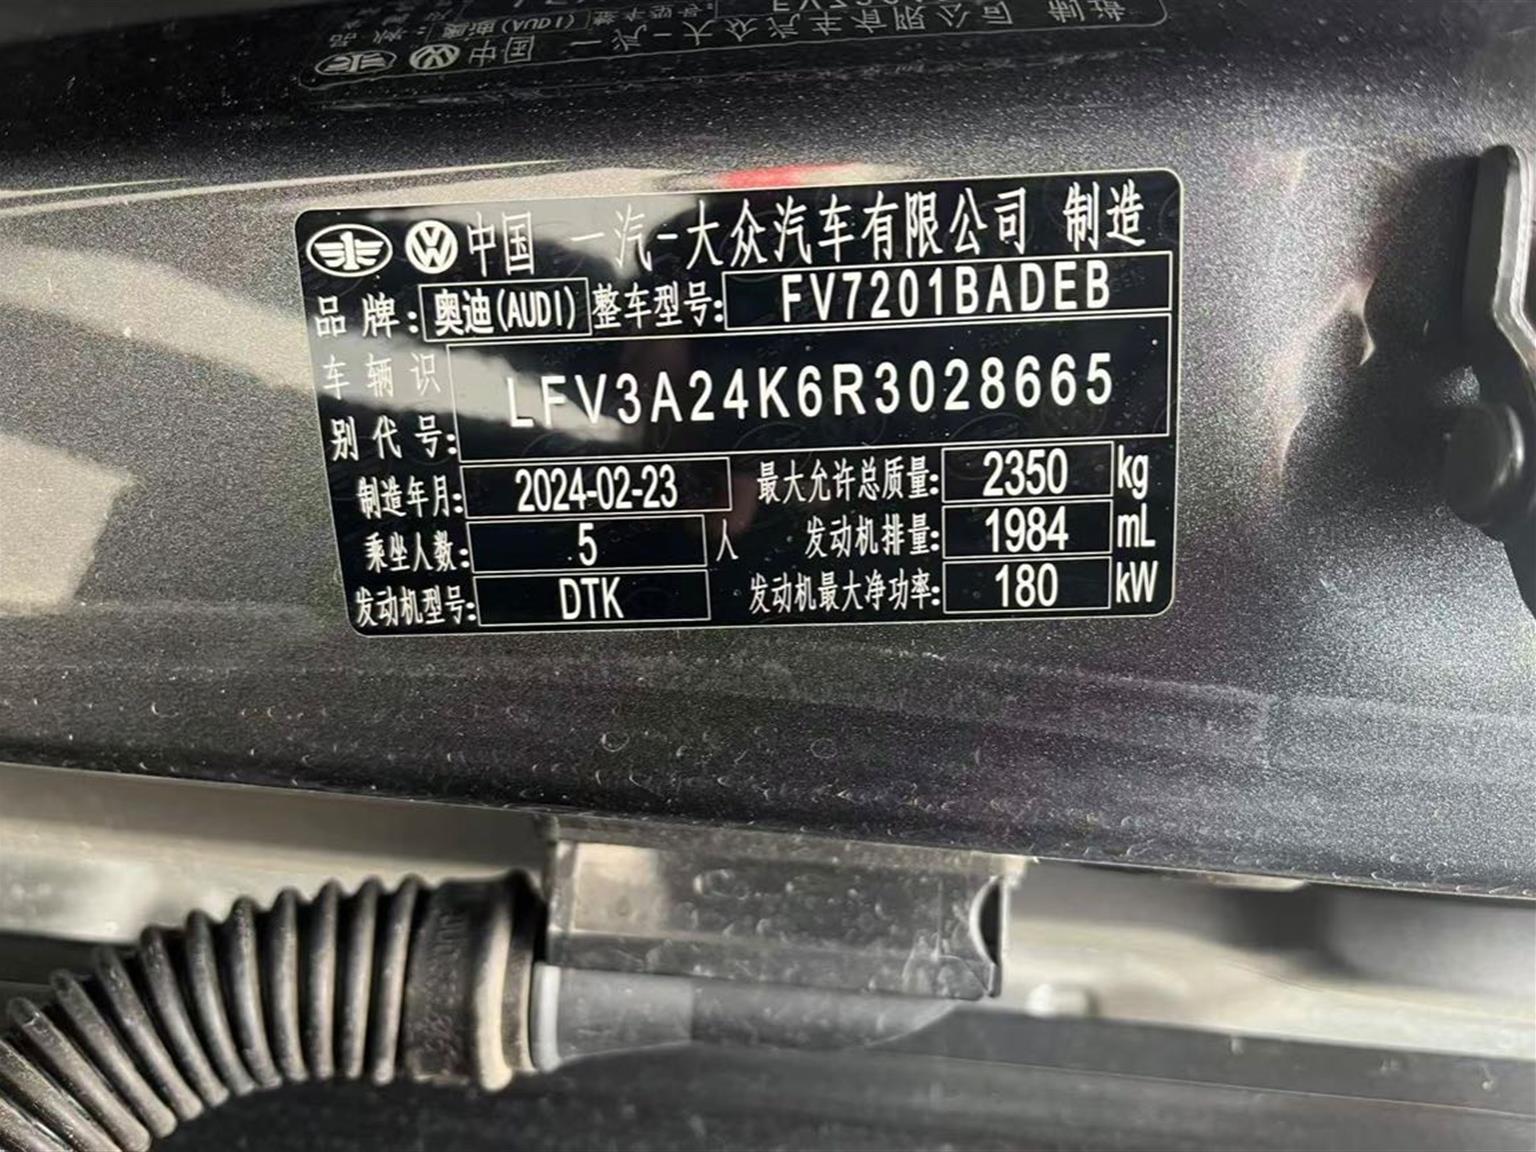 中国 一汽-大众汽车有限公司 制造
品牌: 奥迪(AUDI) 整车型号: FV7201BADEB
车辆识别代号: LFV3A24K6R3028665
制造年月: 2024-02-23 最大允许总质量: 2350 kg
乘坐人数: 5 人 发动机排量: 1984 mL
发动机型号: DTK 发动机最大净功率: 180 kW